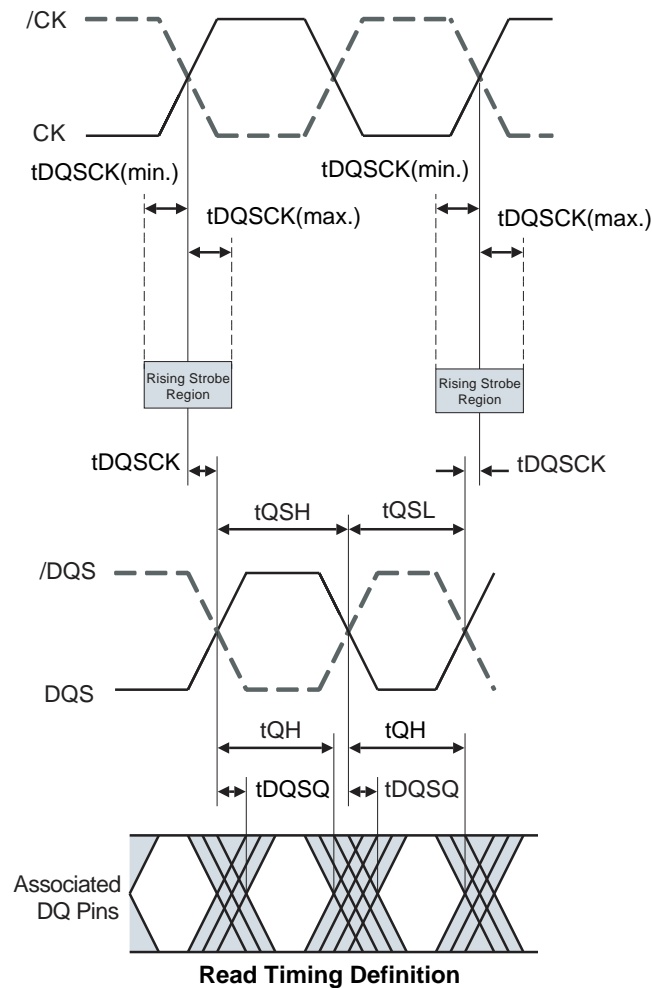 /CK
CK
tDQSCK(min.)
tDQSCK(min.)
tDQSCK(max.)
tDQSCK(max.)
Rising Strobe
Region
Rising Strobe
Region
tDQSCK
tDQSCK
tQSH
tQSL
/DQS
DQS
tQH
tQH
tDQSQ
tDQSQ
Associated
DQ Pins
Read Timing Definition